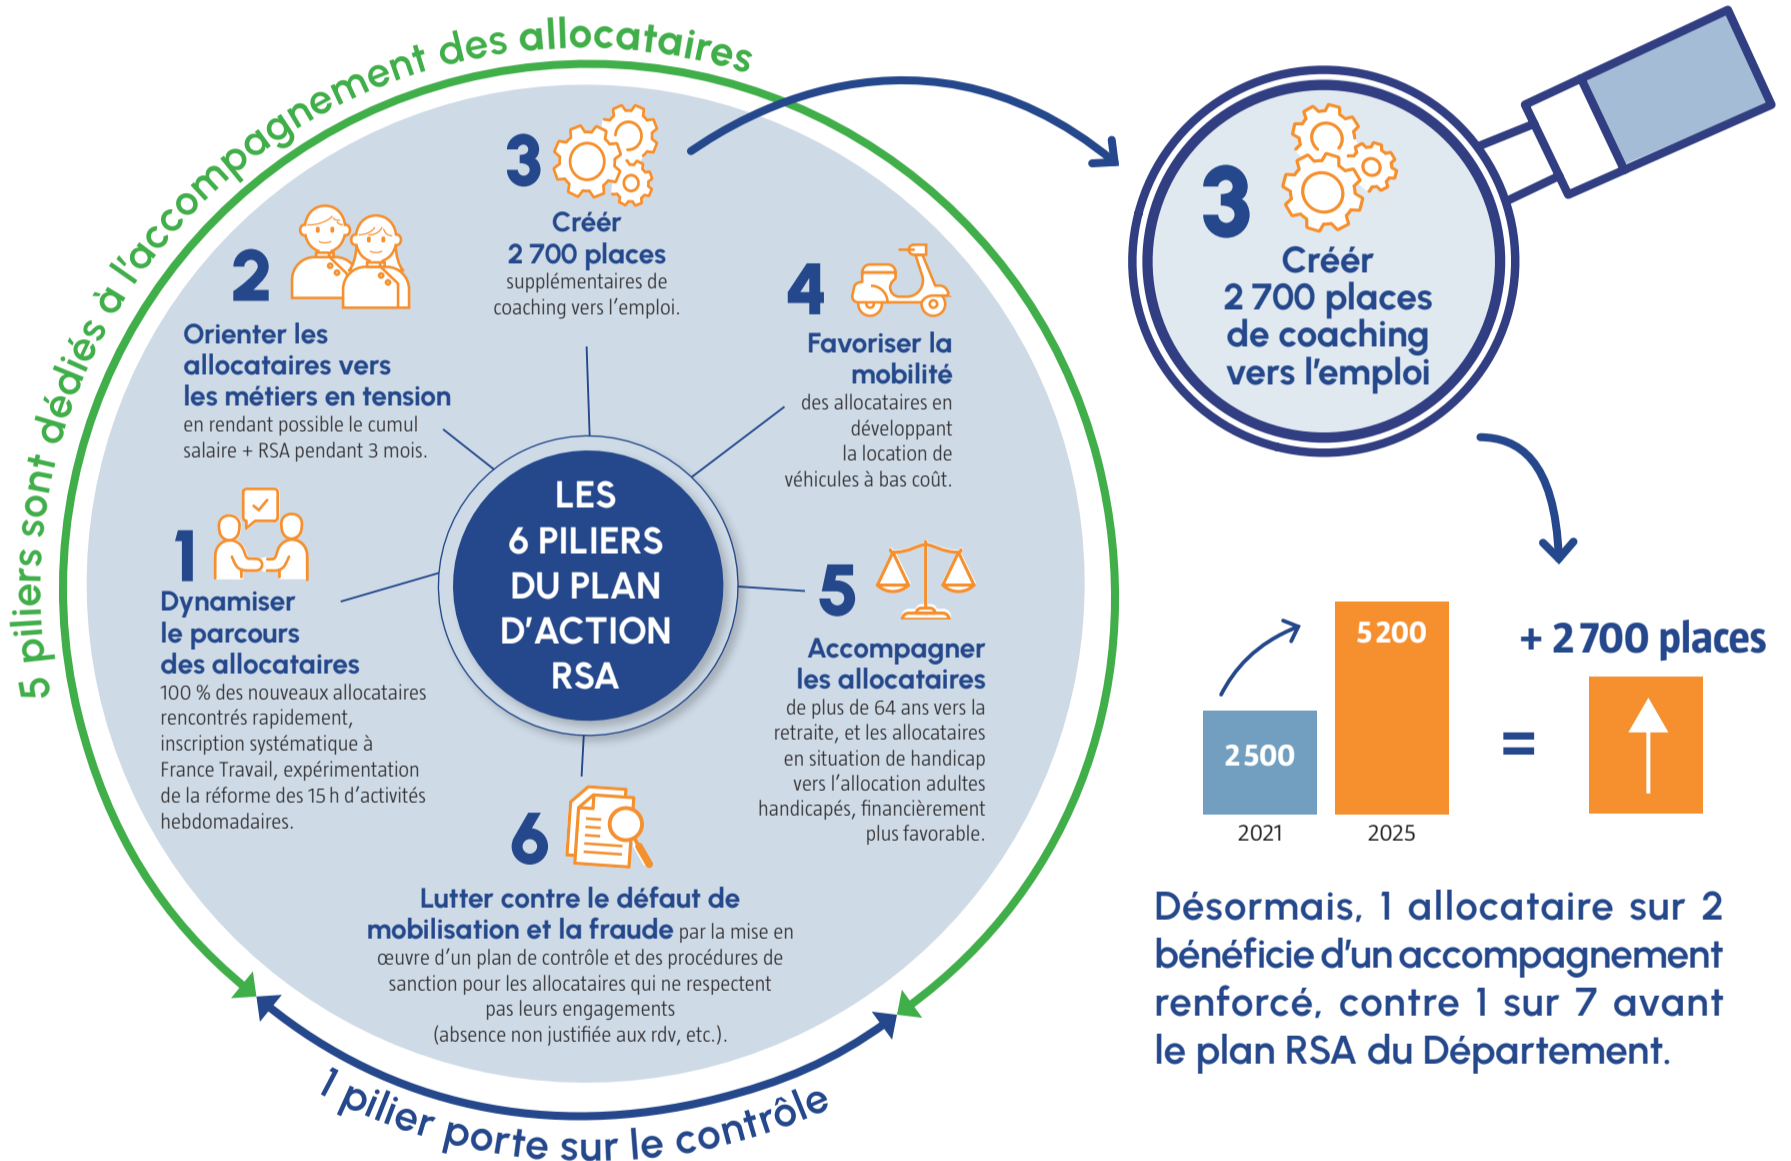 5 piliers sont dédiés à l'accompagnement des allocataires
1
Dynamiser
le parcours
des allocataires
100 % des nouveaux allocataires
rencontrés rapidement,
inscription systématique à
France Travail, expérimentation
de la réforme des 15 h d'activités
hebdomadaires.
2
Orienter les
allocataires vers
les métiers en tension
en rendant possible le cumul
salaire + RSA pendant 3 mois.
3
Créér
2 700 places
supplémentaires de
coaching vers l'emploi.
4
Favoriser la
mobilité
des allocataires en
développant
la location de
véhicules à bas coût.
LES
6 PILIERS
DU PLAN
D'ACTION
RSA
5
Accompagner
les allocataires
de plus de 64 ans vers la
retraite, et les allocataires
en situation de handicap
vers l'allocation adultes
handicapés, financièrement
plus favorable.
6
Lutter contre le défaut de
mobilisation et la fraude par la mise en
œuvre d'un plan de contrôle et des procédures de
sanction pour les allocataires qui ne respectent
pas leurs engagements
(absence non justifiée aux rdv, etc.).
1 pilier porte sur le contrôle
3
Créér
2 700 places
de coaching
vers l'emploi
2 500
5 200
2021
2025
=
+ 2 700 places
Désormais, 1 allocataire sur 2
bénéficie d'un accompagnement
renforcé, contre 1 sur 7 avant
le plan RSA du Département.